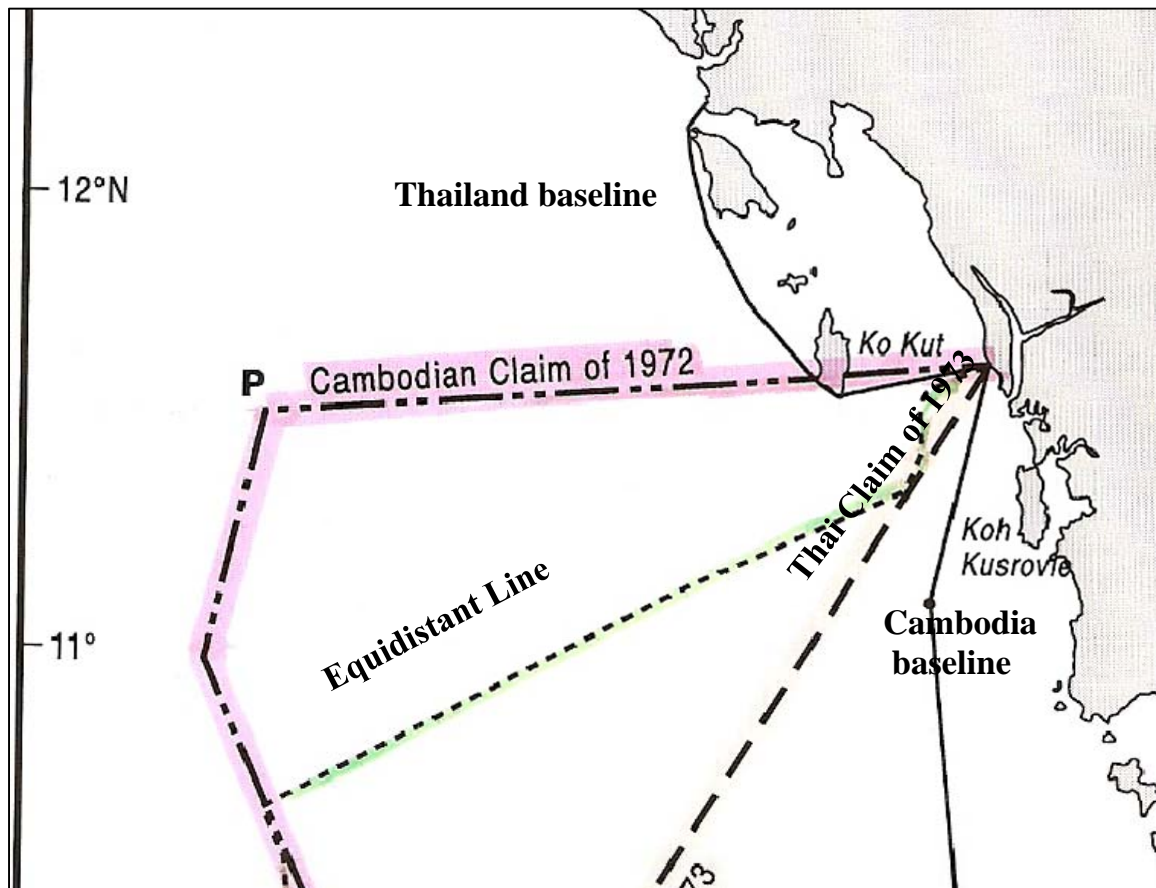 12°N
Thailand baseline
Ko Kut
P
Cambodian Claim of 1972
Thai Claim of 1973
Koh
Kusrovie
Equidistant Line
Cambodia
baseline
11°
73